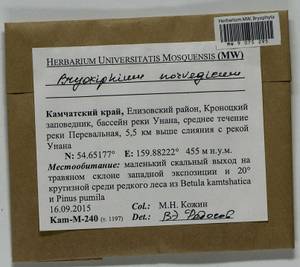 Herbarium MW, Bryophyta
HERBARIUM UNIVERSITATIS MOSQUENSIS (MW)
Bryoxiphium norvegicum
Камчатский край, Елизовский район, Кроноцкий
заповедник, бассейн реки Унана, среднее течение
реки Перевальная, 5,5 км выше слияния с рекой
Унана
N: 54.65177° E: 159.88222° 455 м н.у.м.
Местообитание: маленький скальный выход на
травяном склоне западной экспозиции и 20°
крутизной среди редкого леса из Betula kamtshatica
и Pinus pumila
16.09.2015 Coll.: М.Н. Кожин
Kam-M-240 (т. 1197) Det.: В.Э. Федосов